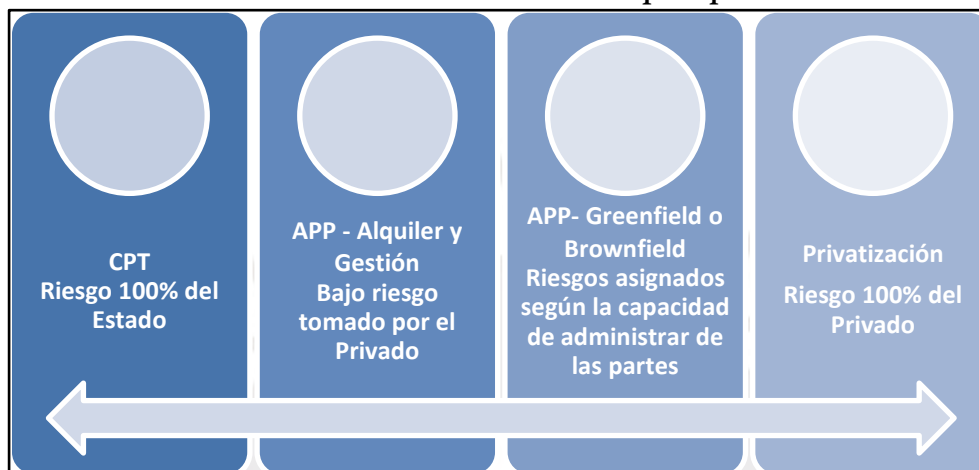 CPT
Riesgo 100% del
Estado
APP - Alquiler y
Gestión
Bajo riesgo
tomado por el
Privado
APP- Greenfield o
Brownfield
Riesgos asignados
según la capacidad
de administrar de
las partes
Privatización
Riesgo 100% del
Privado